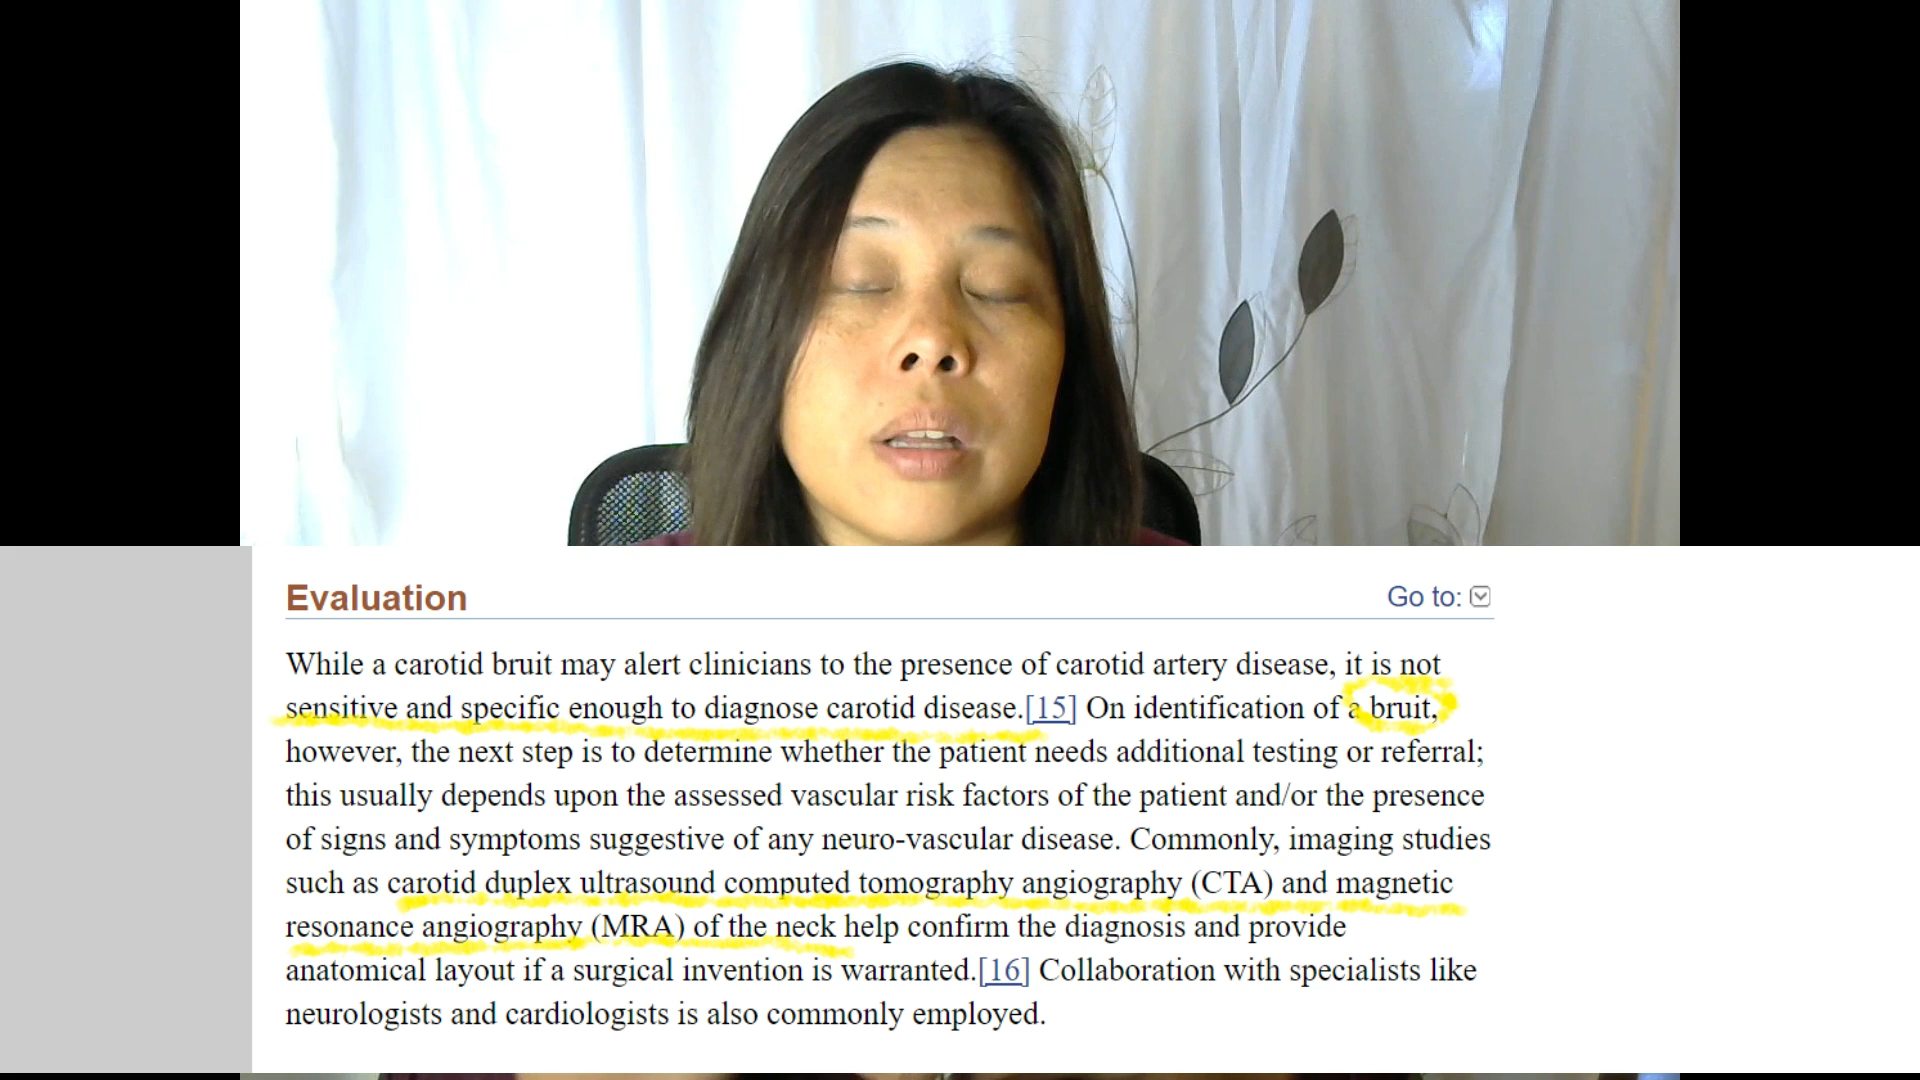 Evaluation
Go to:
While a carotid bruit may alert clinicians to the presence of carotid artery disease, it is not
sensitive and specific enough to diagnose carotid disease.[15] On identification of a bruit,
however, the next step is to determine whether the patient needs additional testing or referral;
this usually depends upon the assessed vascular risk factors of the patient and/or the presence
of signs and symptoms suggestive of any neuro-vascular disease. Commonly, imaging studies
such as carotid duplex ultrasound computed tomography angiography (CTA) and magnetic
resonance angiography (MRA) of the neck help confirm the diagnosis and provide
anatomical layout if a surgical invention is warranted.[16] Collaboration with specialists like
neurologists and cardiologists is also commonly employed.